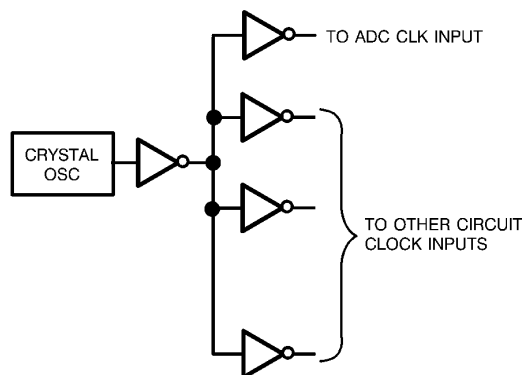 TO ADC CLK INPUT
CRYSTAL
OSC
TO OTHER CIRCUIT
CLOCK INPUTS